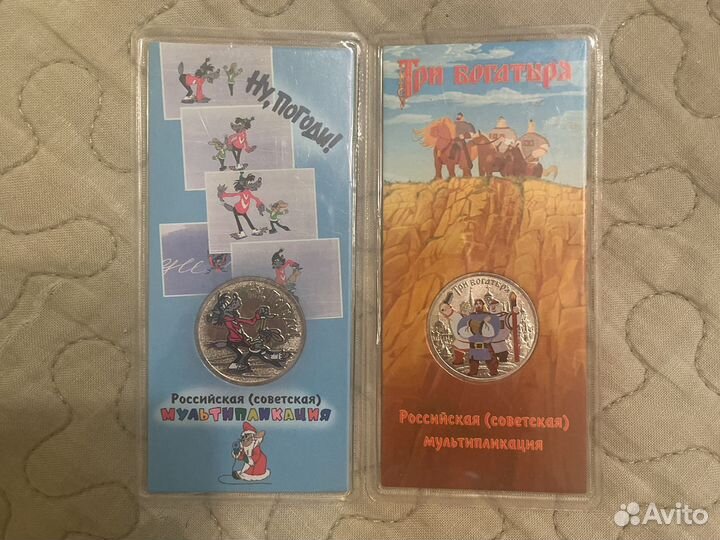 Ну, погоди!
Российская (советская)
мультипликация
Три богатыря
Три богатыря
Российская (советская)
мультипликация
Avito